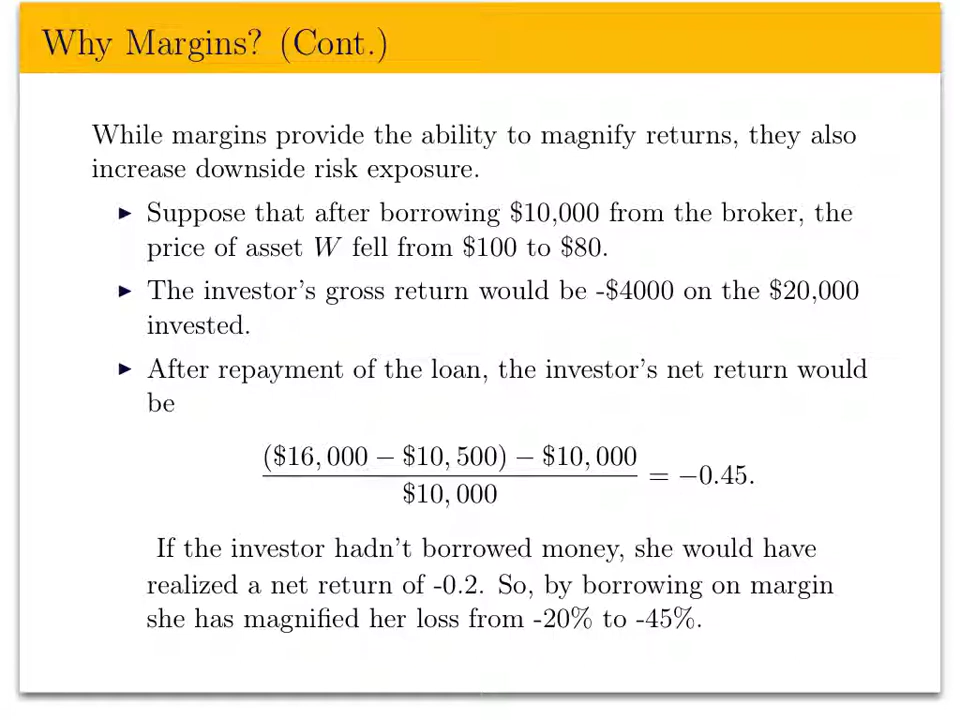 Why Margins? (Cont.)
While margins provide the ability to magnify returns, they also
increase downside risk exposure.
▶ Suppose that after borrowing $10,000 from the broker, the
price of asset W fell from $100 to $80.
▶ The investor's gross return would be -$4000 on the $20,000
invested.
▶ After repayment of the loan, the investor's net return would
be
($16,000 − $10,500) − $10,000
$10,000
= −0.45.
If the investor hadn't borrowed money, she would have
realized a net return of -0.2. So, by borrowing on margin
she has magnified her loss from -20% to -45%.